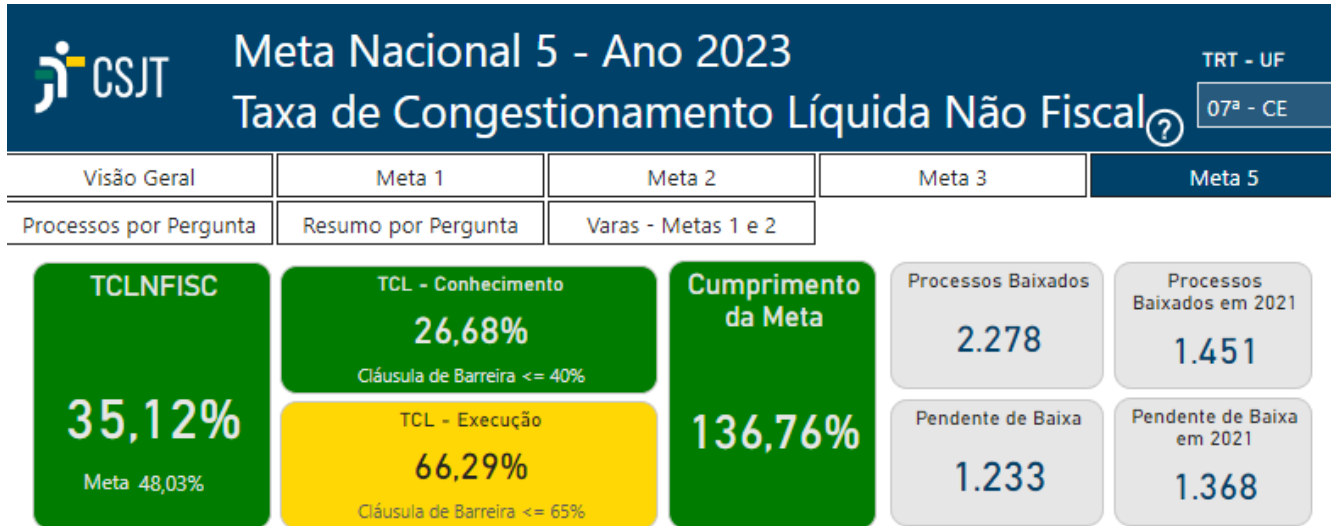 CSJT
Meta Nacional 5 - Ano 2023
Taxa de Congestionamento Líquida Não Fiscal ?
TRT - UF
07ª - CE
Visão Geral
Meta 1
Meta 2
Meta 3
Meta 5
Processos por Pergunta
Resumo por Pergunta
Varas - Metas 1 e 2
TCLNFISC
35,12%
Meta 48,03%
TCL - Conhecimento
26,68%
Cláusula de Barreira <= 40%
TCL - Execução
66,29%
Cláusula de Barreira <= 65%
Cumprimento
da Meta
136,76%
Processos Baixados
2.278
Processos
Baixados em 2021
1.451
Pendente de Baixa
1.233
Pendente de Baixa
em 2021
1.368